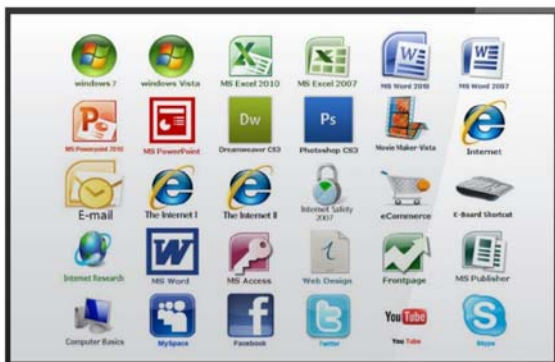 windows 7
windows Vista
MS Excel 2010
MS Excel 2007
MS Word 2010
MS Word 2007
MS Powerpoint 2010
MS PowerPoint
Dw
Dreamweaver CS3
Ps
Photoshop CS3
Movie Maker-Vista
Internet
E-mail
The Internet I
The Internet II
Internet Safety
2007
eCommerce
K-Board Shortcut
Internet Research
MS Word
MS Access
Web Design
Frontpage
MS Publisher
Computer Basics
MySpace
Facebook
Twitter
You Tube
You Tube
Skype